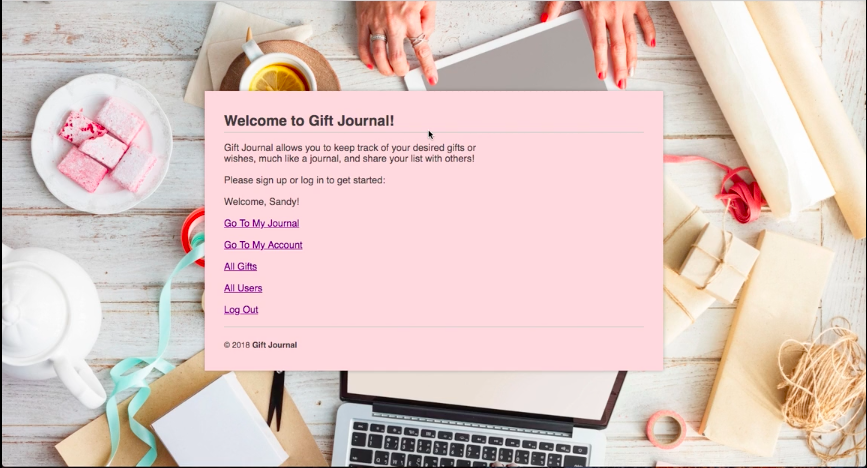 Welcome to Gift Journal!
Gift Journal allows you to keep track of your desired gifts or
wishes, much like a journal, and share your list with others!
Please sign up or log in to get started:
Welcome, Sandy!
Go To My Journal
Go To My Account
All Gifts
All Users
Log Out
© 2018 Gift Journal